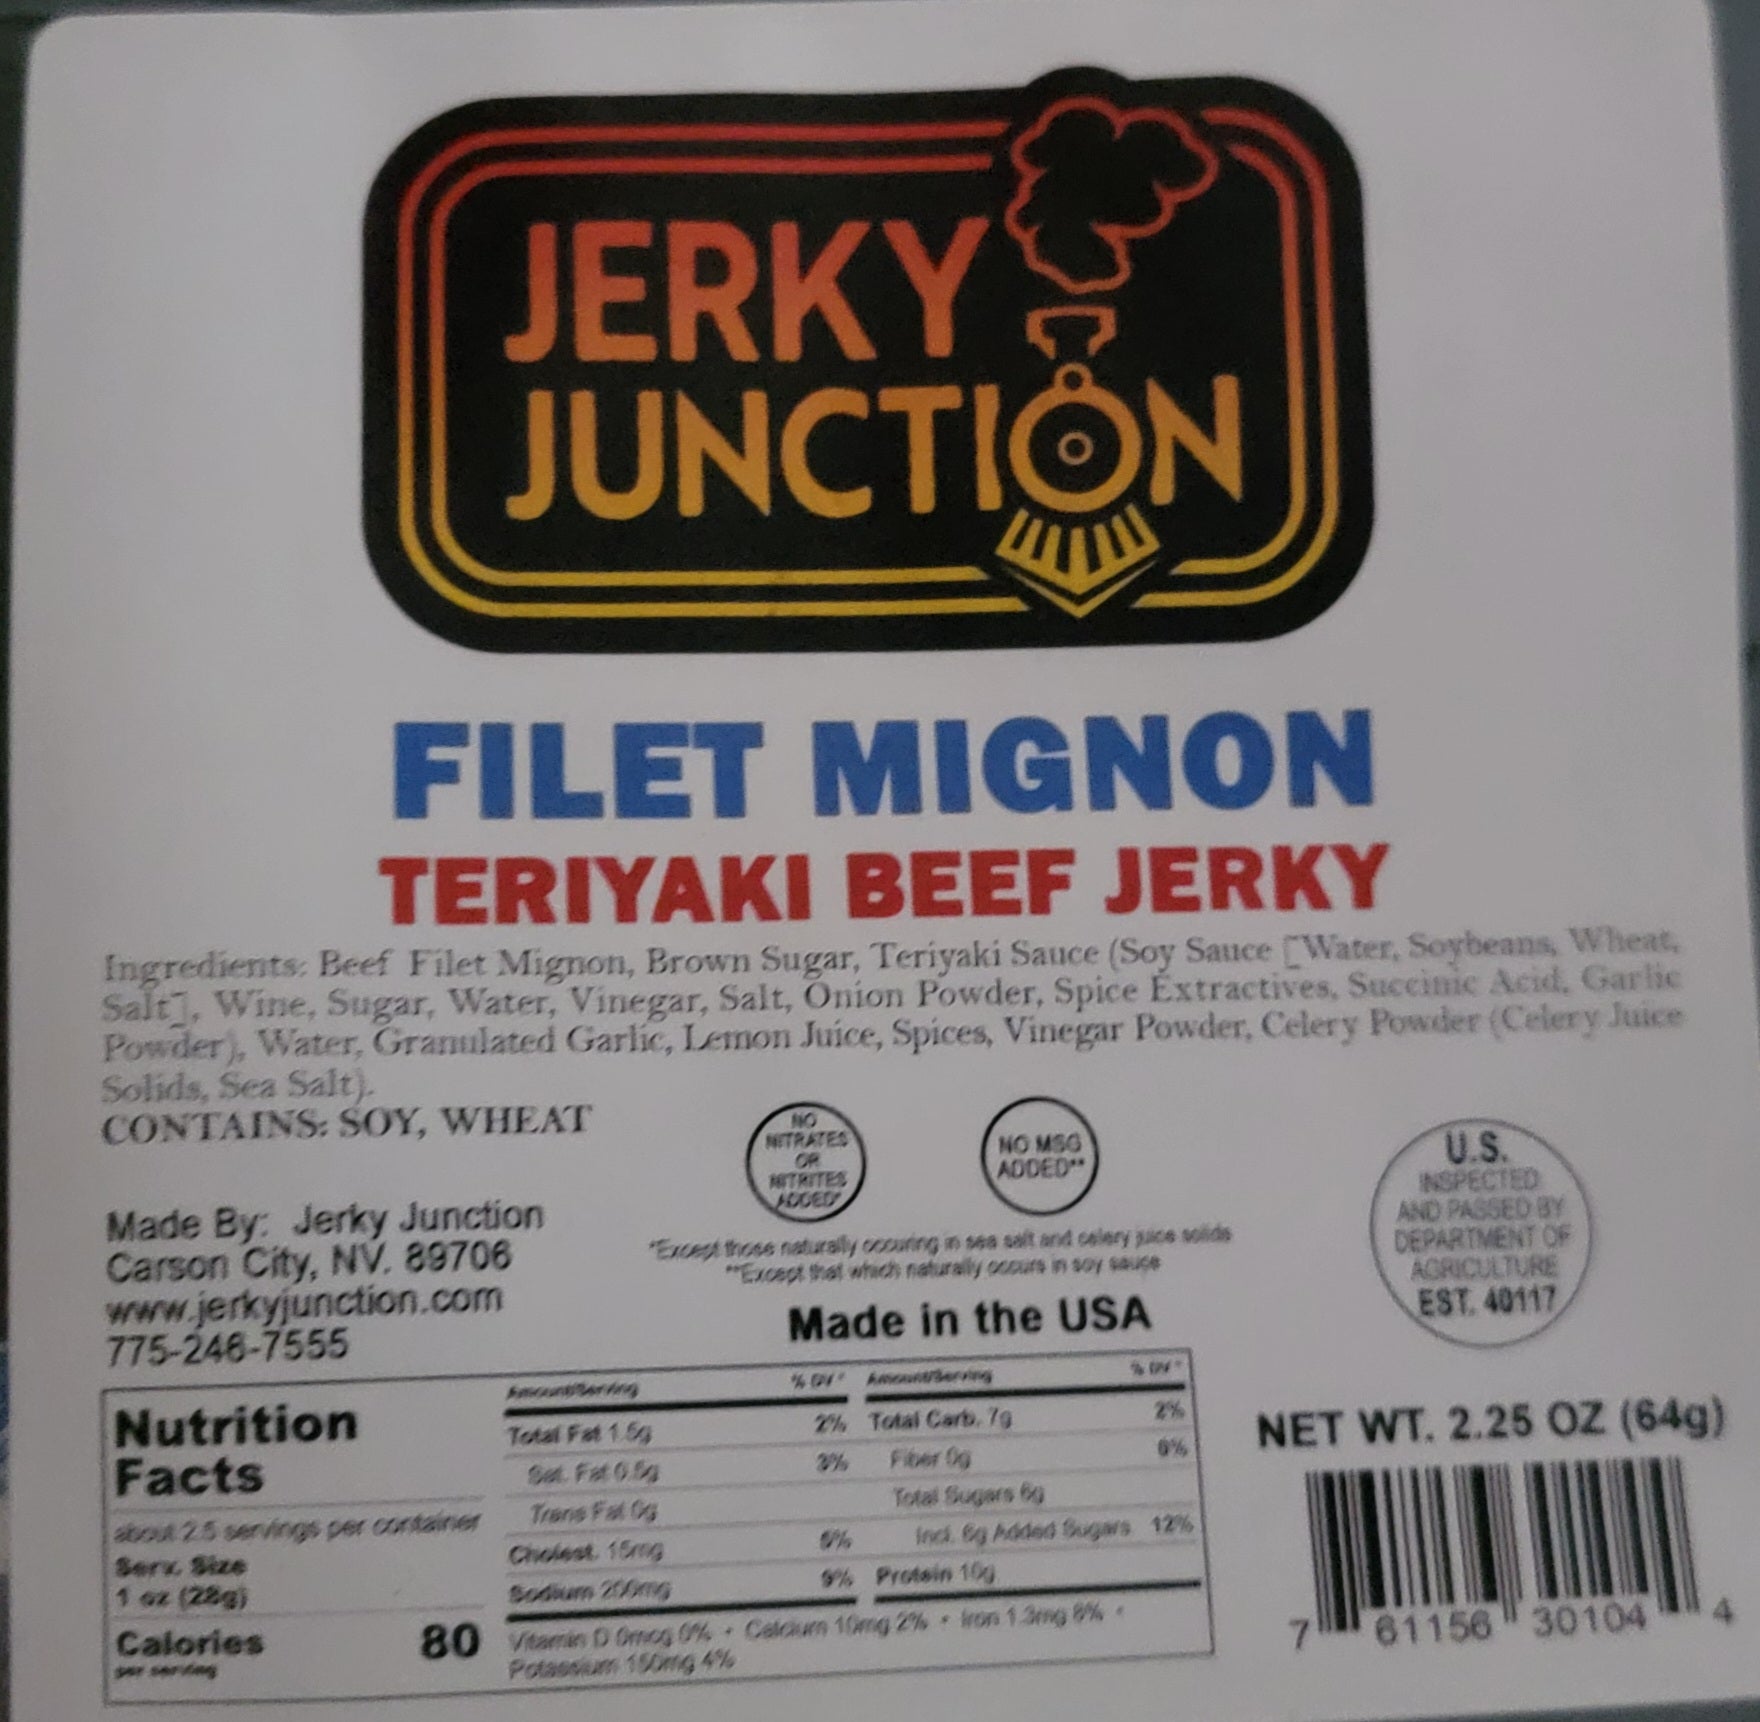 JERKY
JUNCTION
FILET MIGNON
TERIYAKI BEEF JERKY
Ingredients: Beef Filet Mignon, Brown Sugar, Teriyaki Sauce (Soy Sauce [Water, Soybeans, Wheat,
Salt], Wine, Sugar, Water, Vinegar, Salt, Onion Powder, Spice Extractives, Succinic Acid, Garlic
Powder), Water, Granulated Garlic, Lemon Juice, Spices, Vinegar Powder, Celery Powder (Celery Juice
Solids, Sea Salt).
CONTAINS: SOY, WHEAT
NO
NITRATES
OR
NITRITES
ADDED*
NO MSG
ADDED**
*Except those naturally occuring in sea salt and celery juice solids
**Except that which naturally occurs in soy sauce
Made in the USA
U.S.
INSPECTED
AND PASSED BY
DEPARTMENT OF
AGRICULTURE
EST. 40117
Made By: Jerky Junction
Carson City, NV. 89706
www.jerkyjunction.com
775-246-7555
Nutrition
Facts
about 2.5 servings per container
Serv. Size
1 oz (28g)
Calories 80
per serving
Amount/Serving % DV*
Total Fat 1.5g 2%
Sat. Fat 0.5g 3%
Trans Fat 0g
Cholest. 15mg 5%
Sodium 200mg 9%
Amount/Serving % DV*
Total Carb. 7g 2%
Fiber 0g 0%
Total Sugars 6g
Incl. 6g Added Sugars 12%
Protein 10g
Vitamin D 0mcg 0% • Calcium 10mg 2% • Iron 1.3mg 8% •
Potassium 150mg 4%
NET WT. 2.25 OZ (64g)
7 61156 30104 4